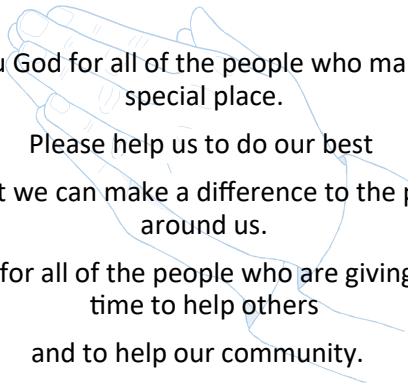 u God for all of the people who ma
special place.
Please help us to do our best
t we can make a difference to the p
around us.
for all of the people who are giving
time to help others
and to help our community.